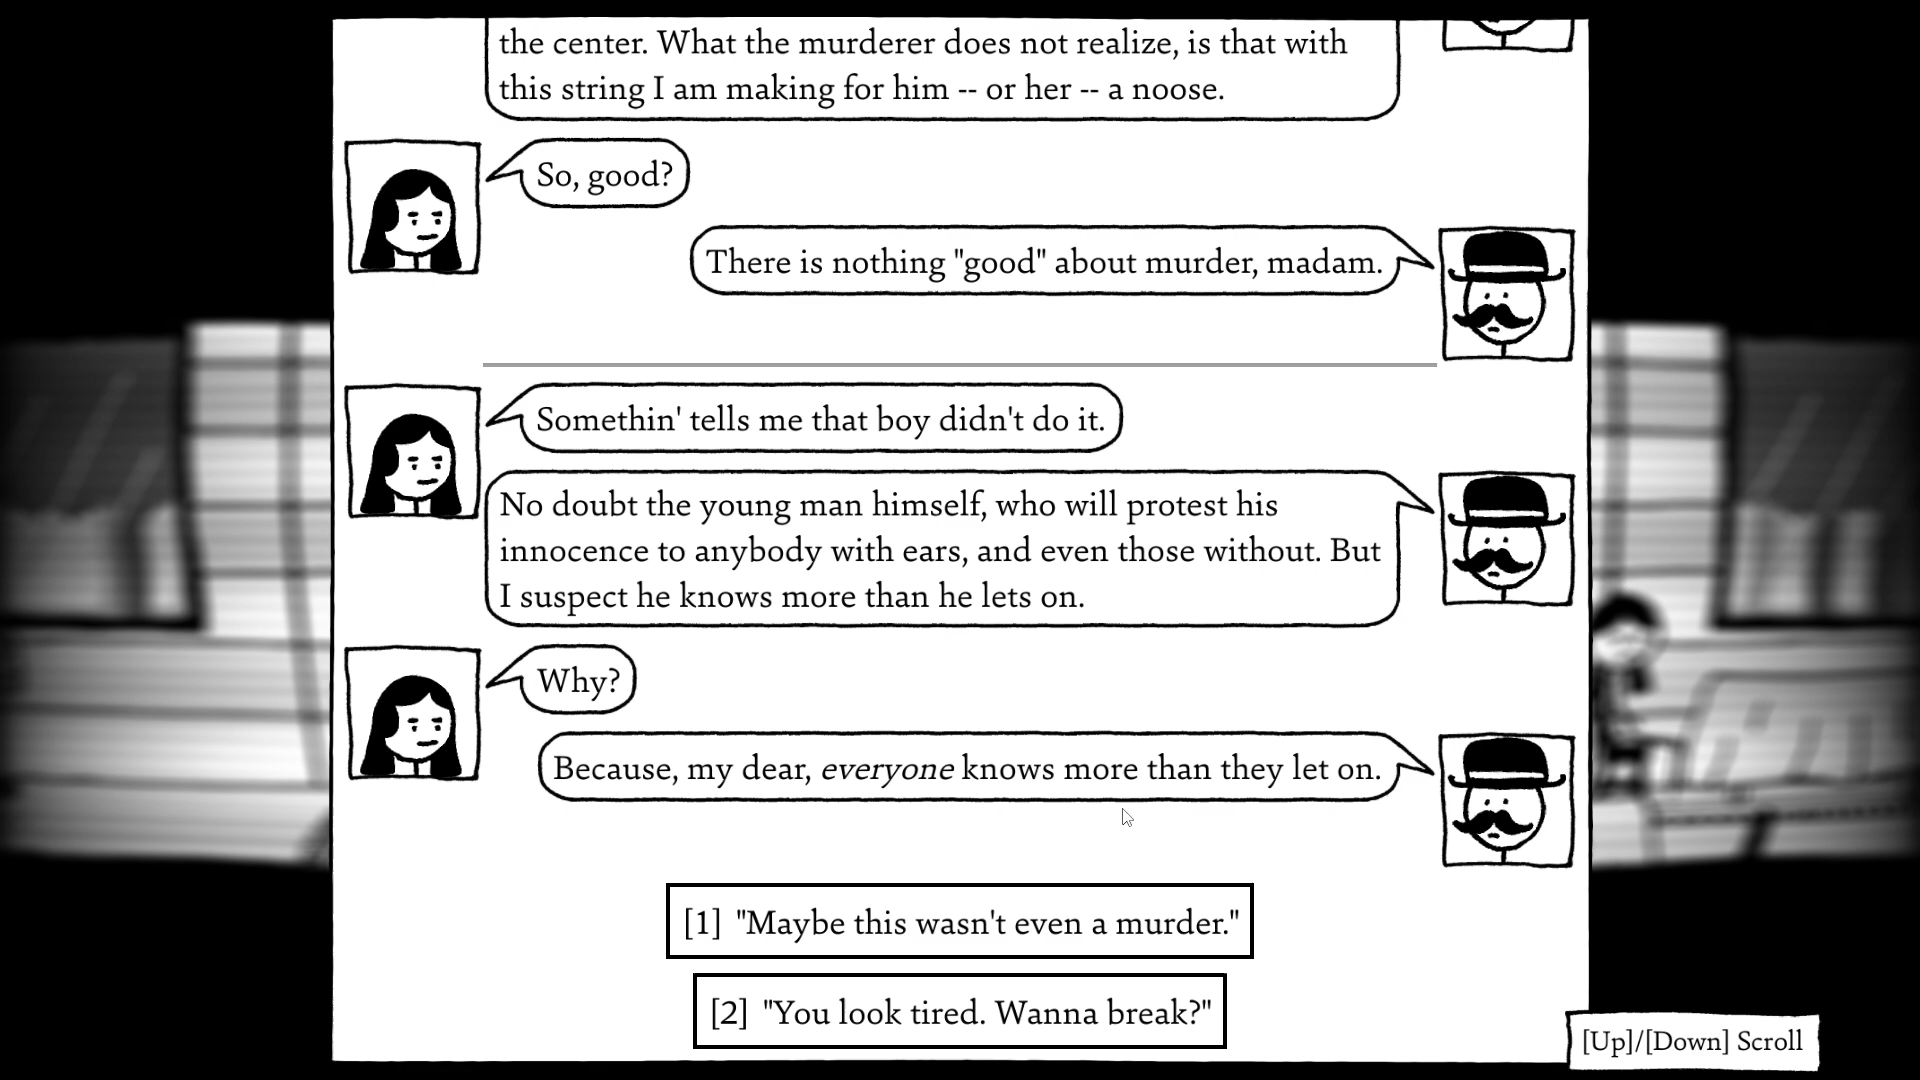 the center. What the murderer does not realize, is that with
this string I am making for him -- or her -- a noose.
So, good?
There is nothing "good" about murder, madam.
Somethin' tells me that boy didn't do it.
No doubt the young man himself, who will protest his
innocence to anybody with ears, and even those without. But
I suspect he knows more than he lets on.
Why?
Because, my dear, everyone knows more than they let on.
[1] "Maybe this wasn't even a murder."
[2] "You look tired. Wanna break?"
[Up]/[Down] Scroll